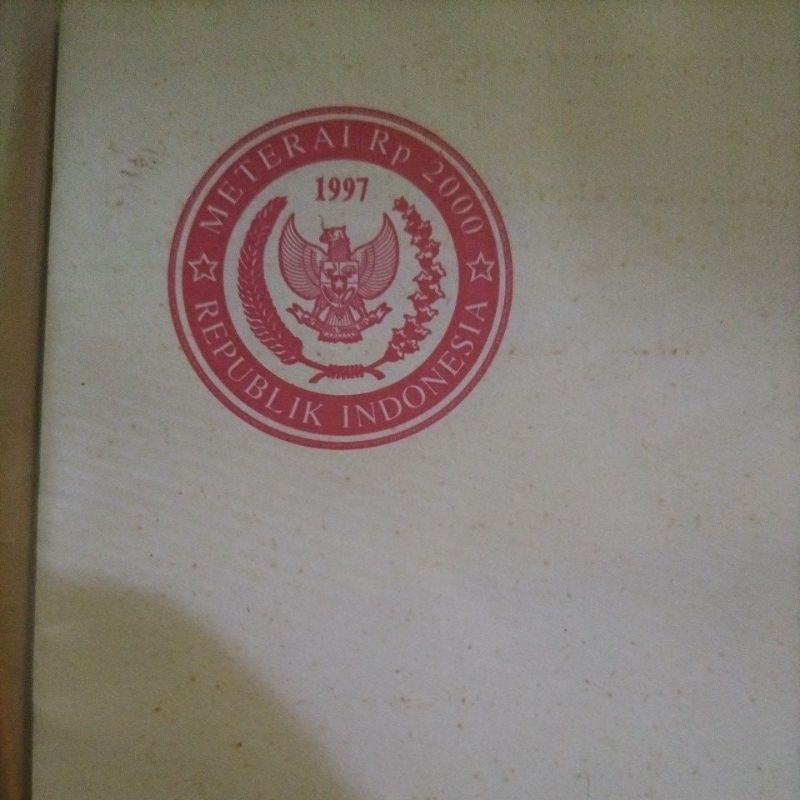 METERAI Rp 2000
1997
REPUBLIK INDONESIA